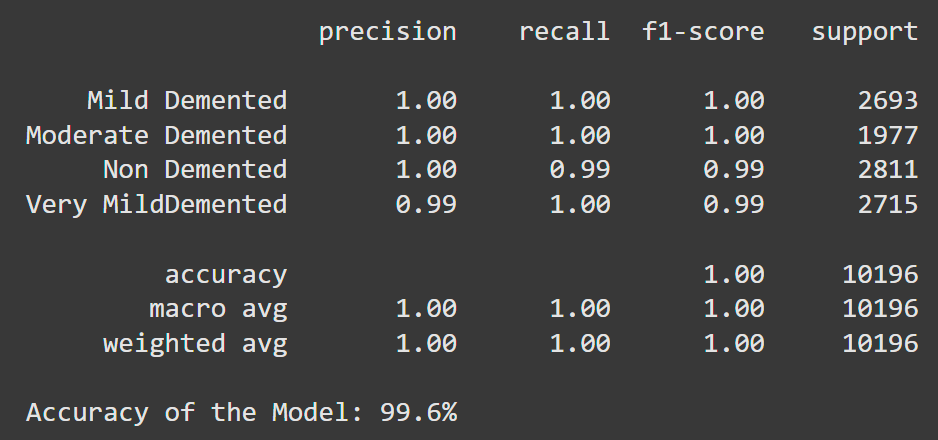 precision recall f1-score support
Mild Demented 1.00 1.00 1.00 2693
Moderate Demented 1.00 1.00 1.00 1977
Non Demented 1.00 0.99 0.99 2811
Very MildDemented 0.99 1.00 0.99 2715
accuracy 1.00 10196
macro avg 1.00 1.00 1.00 10196
weighted avg 1.00 1.00 1.00 10196
Accuracy of the Model: 99.6%